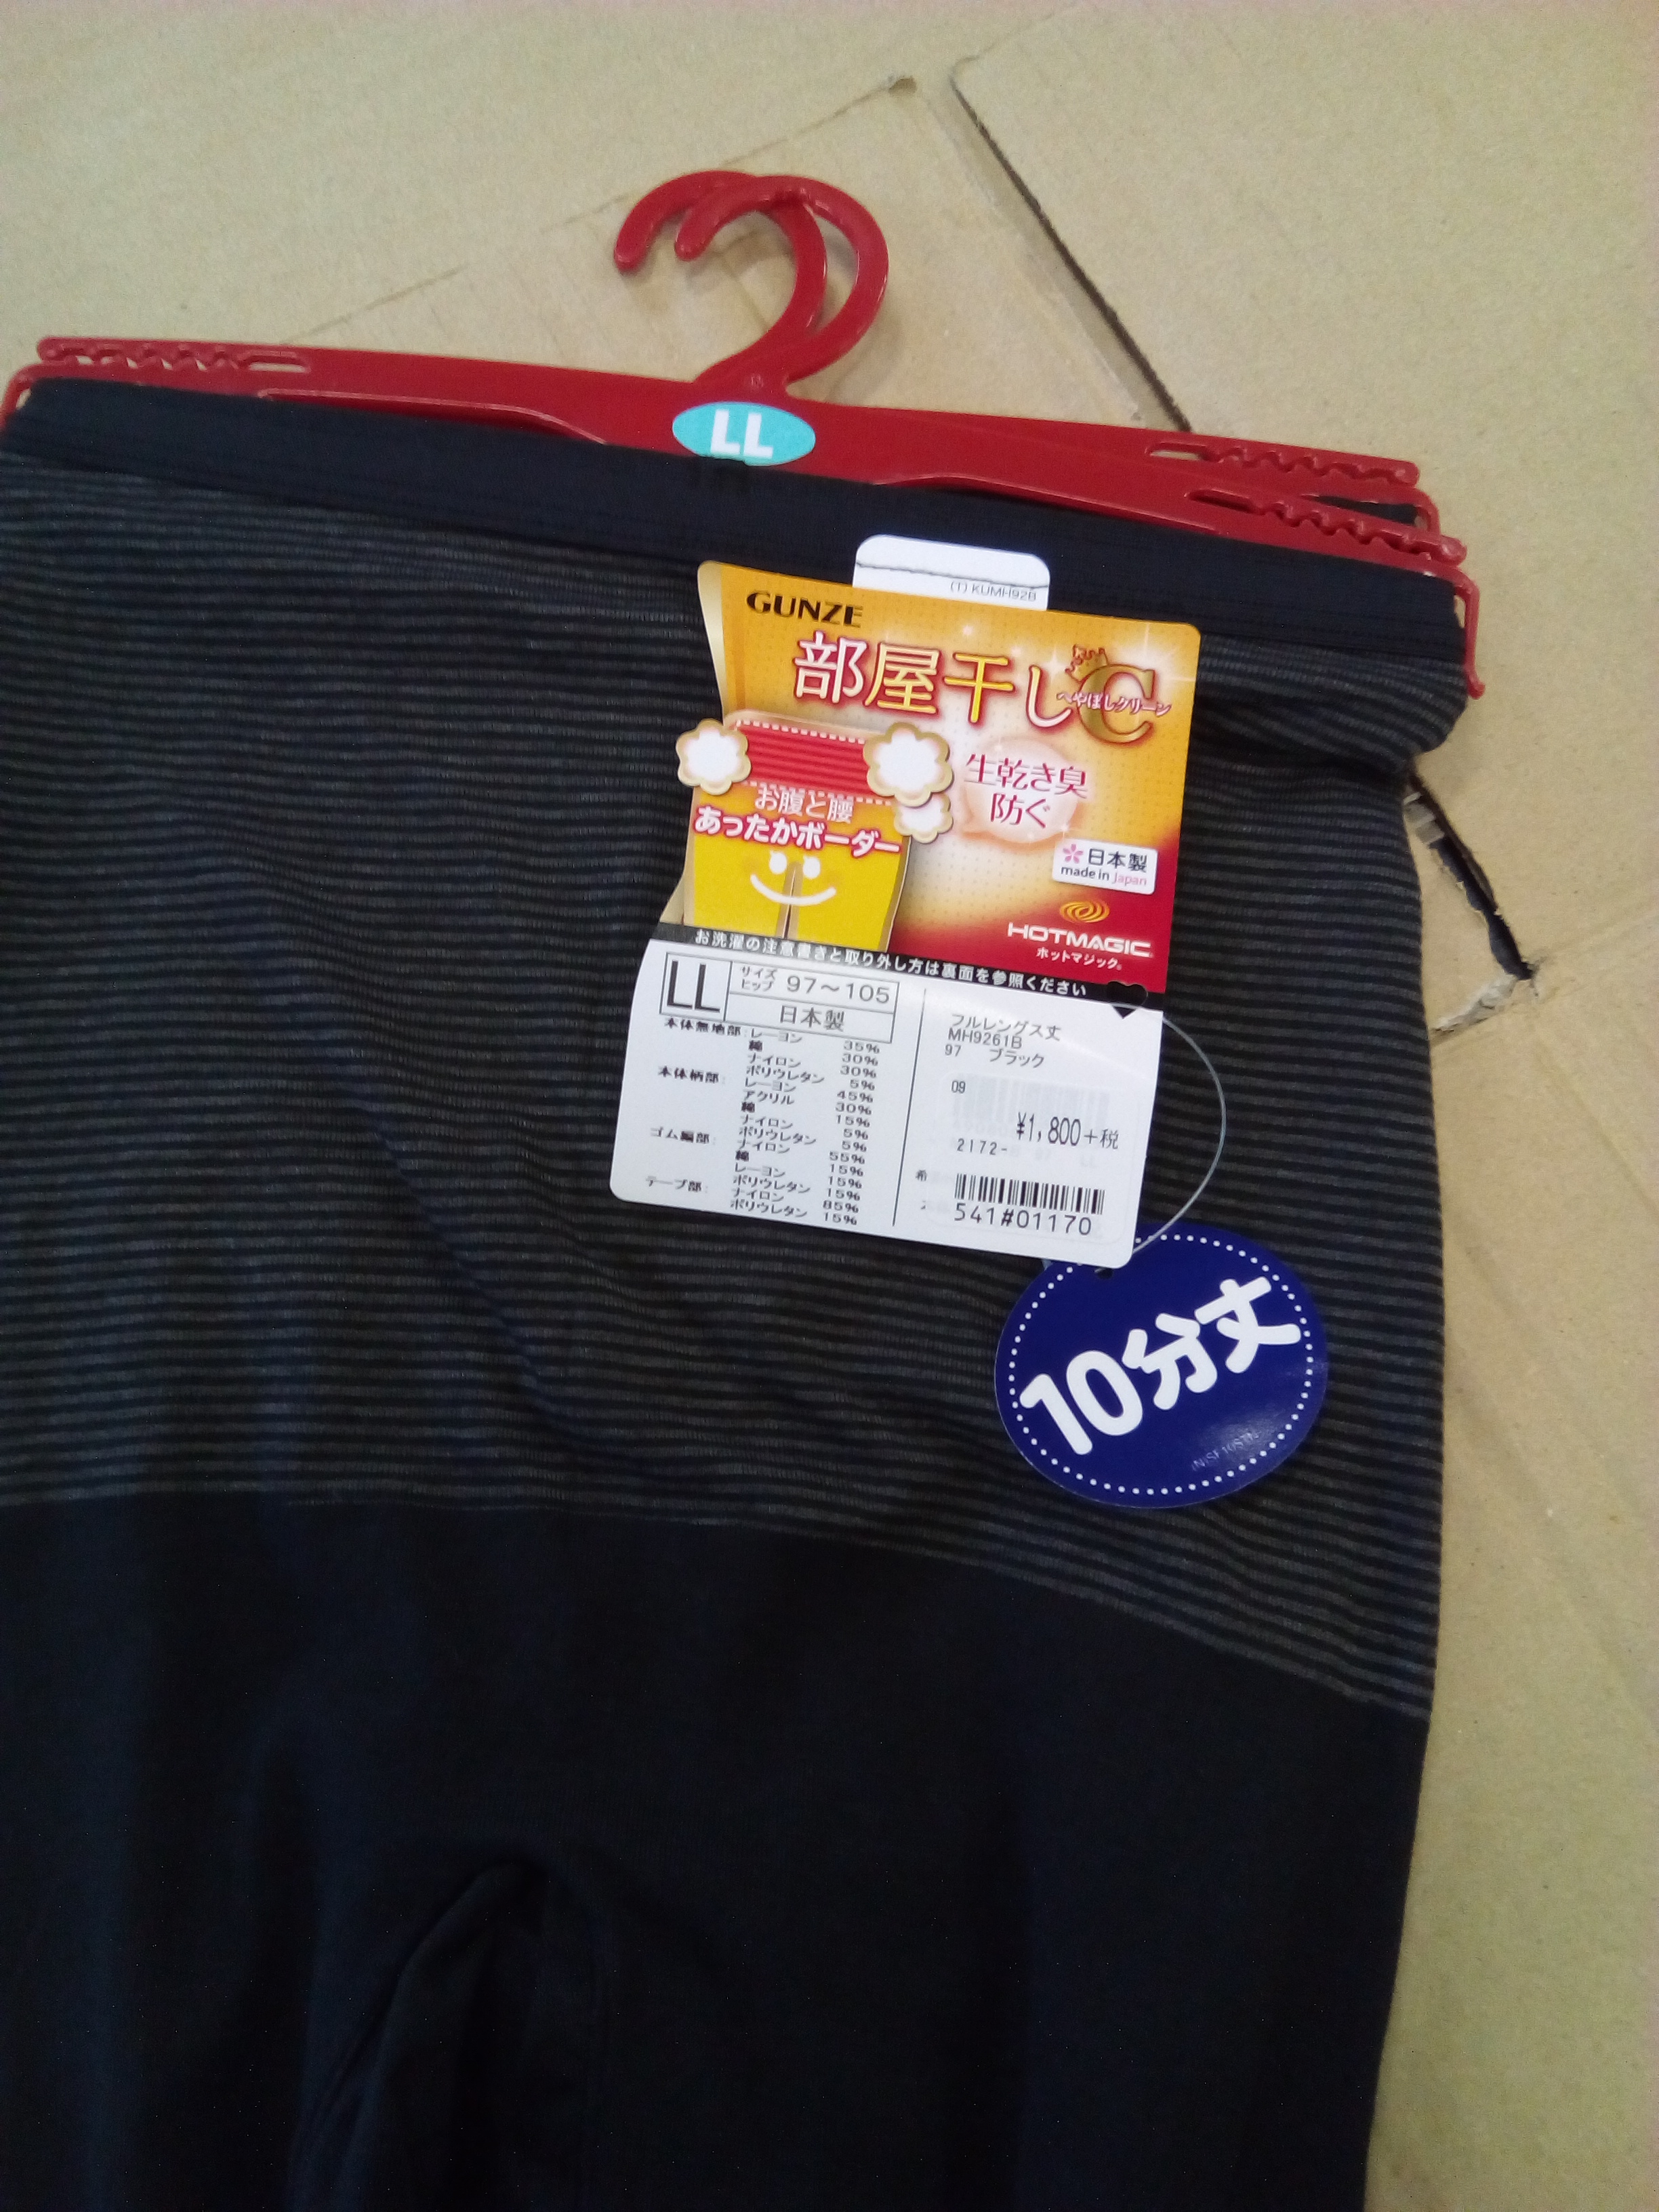 LL
(1) KUMH92B
GUNZE
部屋干しC
へやぼしクリーン
生乾き臭
防ぐ
お腹と腰
あったかボーダー
日本製
made in Japan
HOTMAGIC
ホットマジック®
お洗濯の注意書きと取り外し方は裏面を参照ください
LL サイズ ヒップ 97〜105
日本製
本体無地部: レーヨン 35%
綿 30%
ナイロン 30%
ポリウレタン 5%
本体柄部: レーヨン 45%
アクリル 30%
綿 15%
ナイロン 5%
ポリウレタン 5%
ゴム編部: ナイロン 55%
綿 15%
レーヨン 15%
ポリウレタン 15%
テープ部: ナイロン 85%
ポリウレタン 15%
フルレングス丈
MH9261B
97 ブラック
09
¥1,800+税
2172-
希
541#01170
10分丈